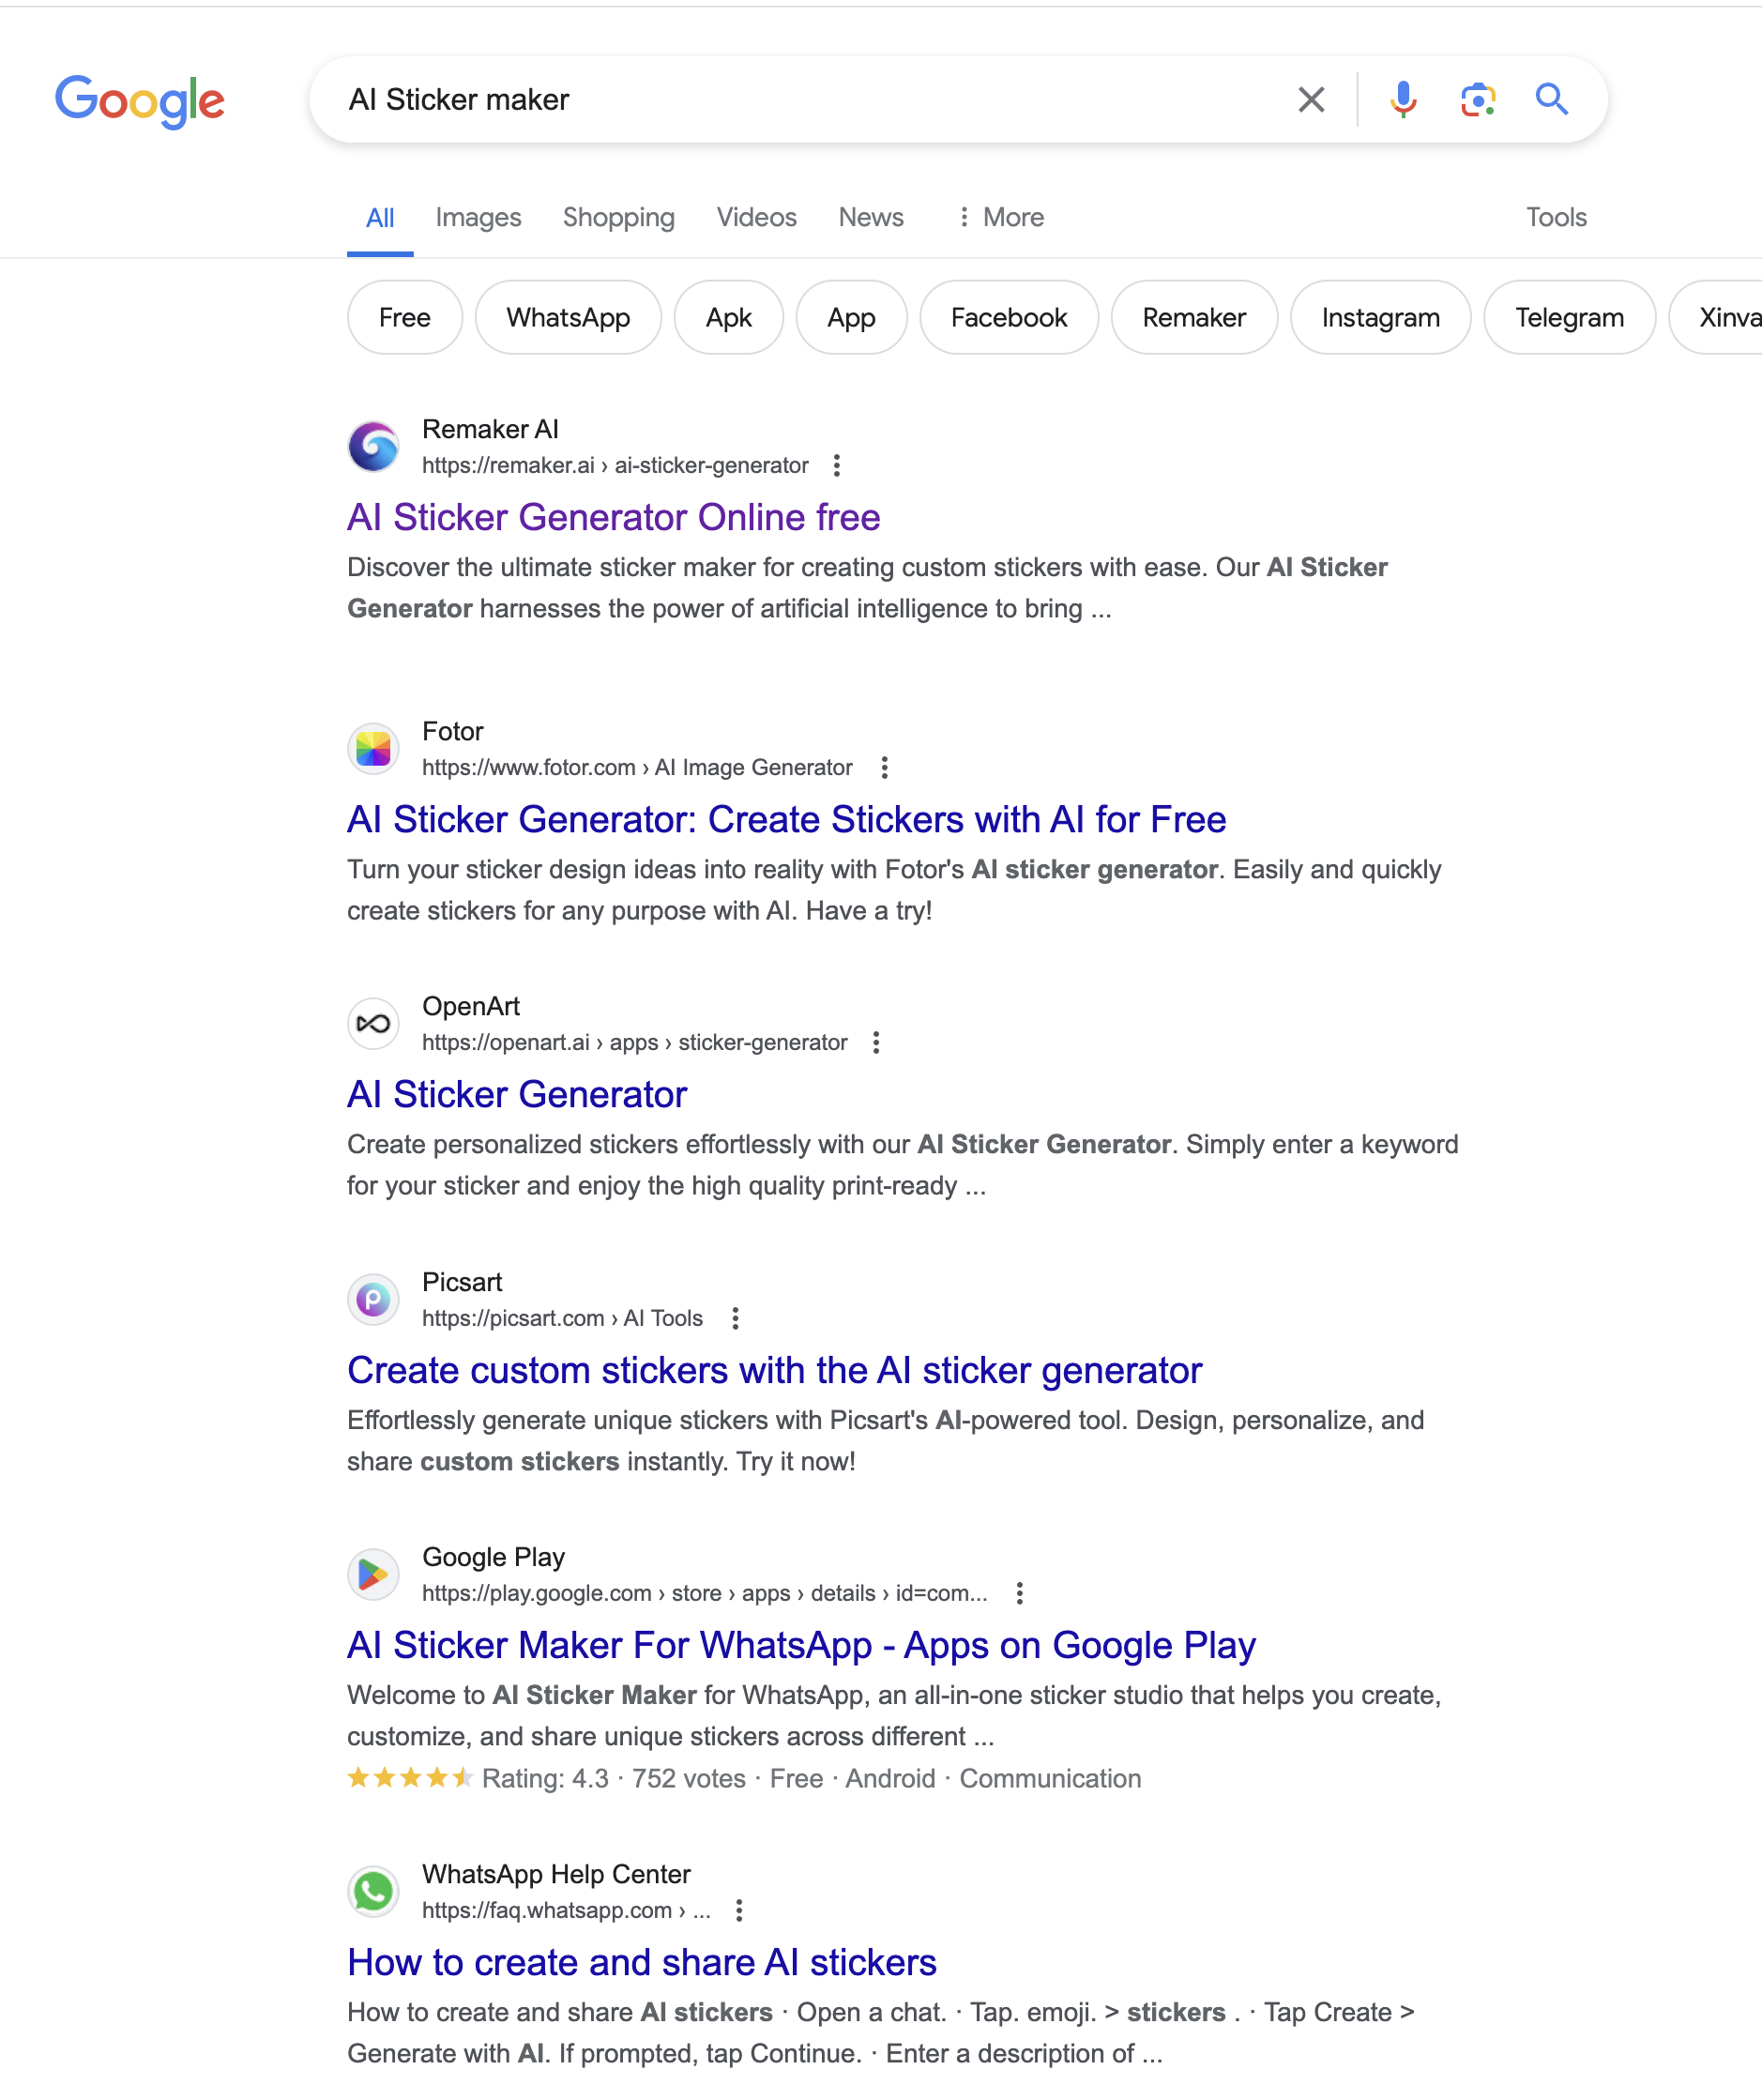 Google
AI Sticker maker
All Images Shopping Videos News More Tools
Free WhatsApp Apk App Facebook Remaker Instagram Telegram
Remaker AI
https://remaker.ai › ai-sticker-generator
AI Sticker Generator Online free
Discover the ultimate sticker maker for creating custom stickers with ease. Our AI Sticker
Generator harnesses the power of artificial intelligence to bring ...
Fotor
https://www.fotor.com › AI Image Generator
AI Sticker Generator: Create Stickers with AI for Free
Turn your sticker design ideas into reality with Fotor's AI sticker generator. Easily and quickly
create stickers for any purpose with AI. Have a try!
OpenArt
https://openart.ai › apps › sticker-generator
AI Sticker Generator
Create personalized stickers effortlessly with our AI Sticker Generator. Simply enter a keyword
for your sticker and enjoy the high quality print-ready ...
Picsart
https://picsart.com › AI Tools
Create custom stickers with the AI sticker generator
Effortlessly generate unique stickers with Picsart's AI-powered tool. Design, personalize, and
share custom stickers instantly. Try it now!
Google Play
https://play.google.com › store › apps › details › id=com...
AI Sticker Maker For WhatsApp - Apps on Google Play
Welcome to AI Sticker Maker for WhatsApp, an all-in-one sticker studio that helps you create,
customize, and share unique stickers across different ...
Rating: 4.3 · 752 votes · Free · Android · Communication
WhatsApp Help Center
https://faq.whatsapp.com › ...
How to create and share AI stickers
How to create and share AI stickers · Open a chat. · Tap. emoji. > stickers . · Tap Create >
Generate with AI. If prompted, tap Continue. · Enter a description of ...